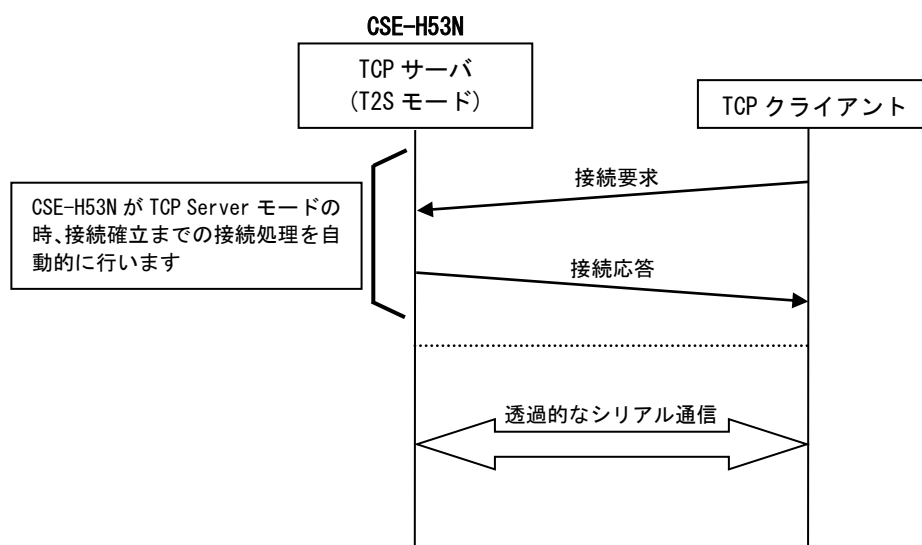 CSE-H53N
TCP サーバ
(T2S モード)
TCP クライアント
接続要求
CSE-H53N が TCP Server モードの
時、接続確立までの接続処理を自
動的に行います
接続応答
透過的なシリアル通信